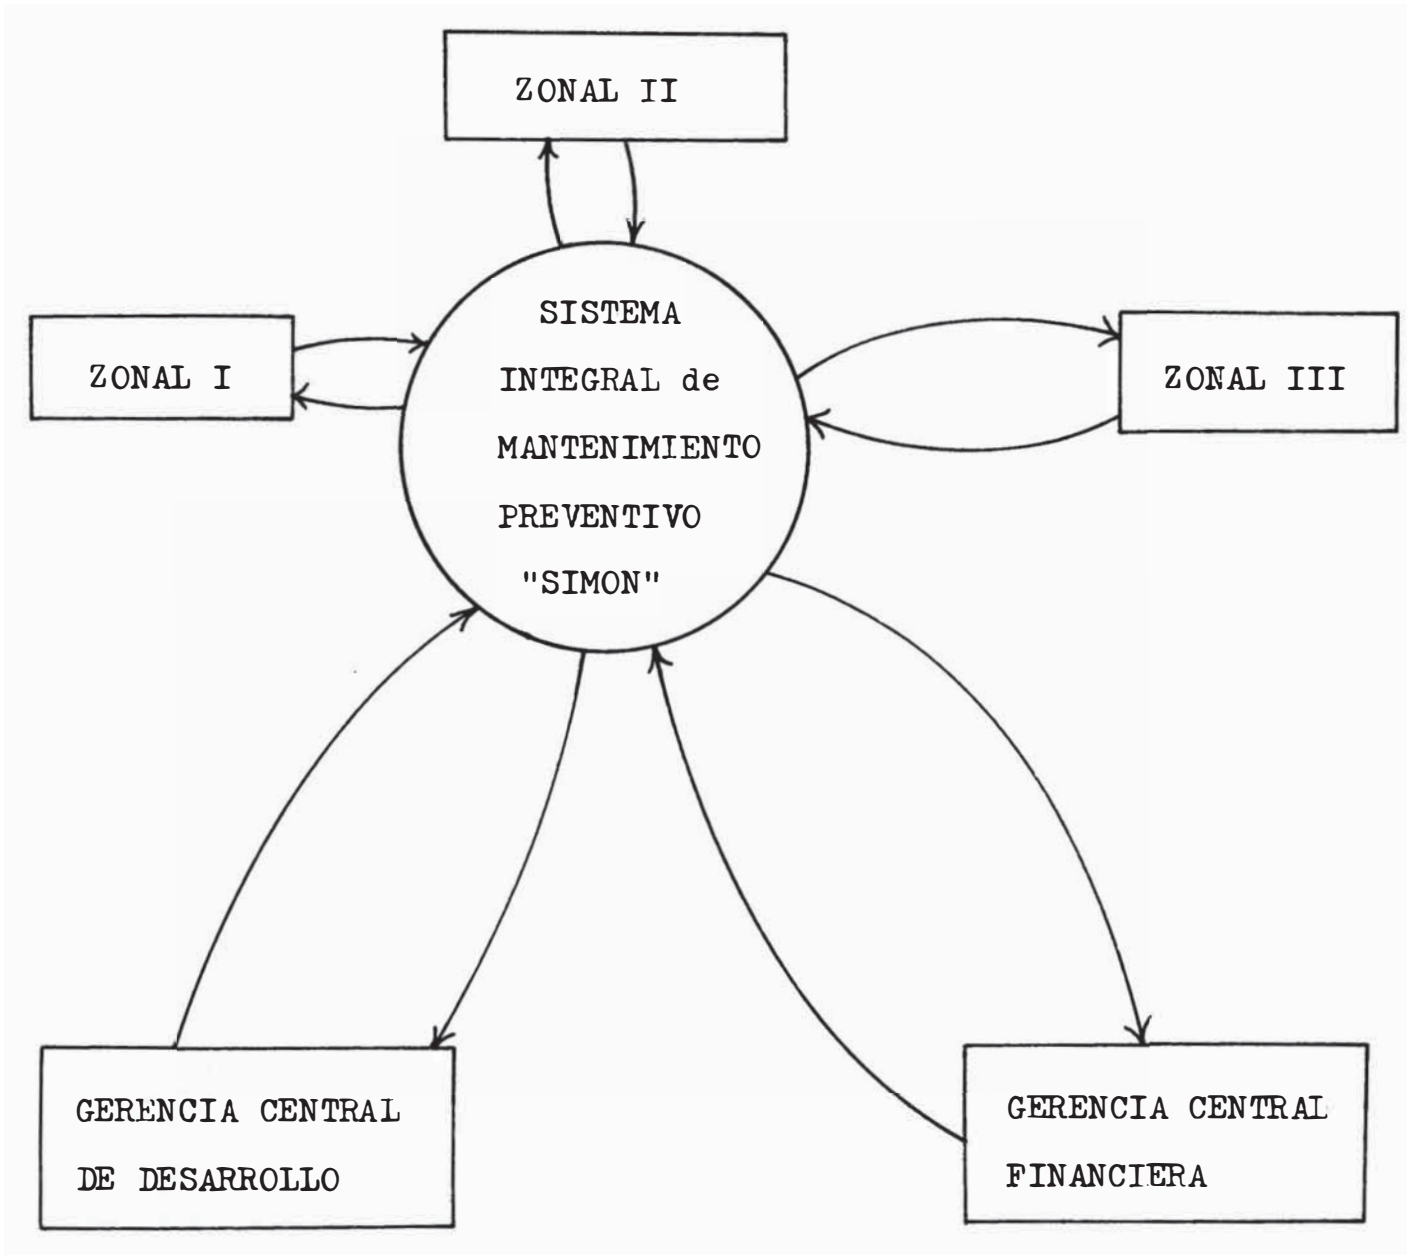 ZONAL II
SISTEMA
INTEGRAL de
MANTENIMIENTO
PREVENTIVO
"SIMON"
ZONAL I
ZONAL III
GERENCIA CENTRAL
DE DESARROLLO
GERENCIA CENTRAL
FINANCIERA